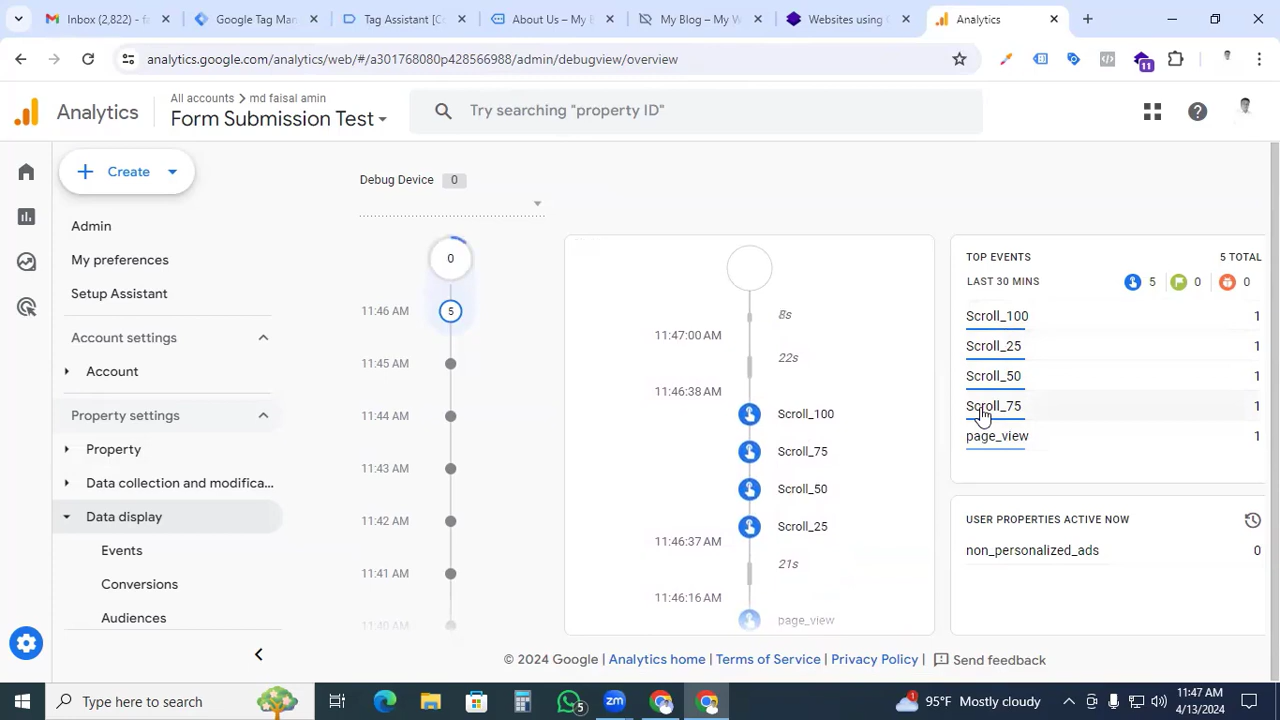 Inbox (2,822) - fa
Google Tag Man
Tag Assistant [Co
About Us – My B
My Blog – My W
Websites using G
Analytics
analytics.google.com/analytics/web/#/a301768080p428566988/admin/debugview/overview
11
Analytics
All accounts > md faisal amin
Form Submission Test
Try searching "property ID"
Create
Admin
My preferences
Setup Assistant
Account settings
Account
Property settings
Property
Data collection and modifica...
Data display
Events
Conversions
Audiences
Debug Device 0
0
11:46 AM 5
11:45 AM
11:44 AM
11:43 AM
11:42 AM
11:41 AM
11:40 AM
8s
11:47:00 AM
22s
11:46:38 AM
Scroll_100
Scroll_75
Scroll_50
Scroll_25
11:46:37 AM
21s
11:46:16 AM
page_view
TOP EVENTS 5 TOTAL
LAST 30 MINS 5 0 0
Scroll_100 1
Scroll_25 1
Scroll_50 1
Scroll_75 1
page_view 1
USER PROPERTIES ACTIVE NOW
non_personalized_ads 0
© 2024 Google | Analytics home | Terms of Service | Privacy Policy | Send feedback
Type here to search
5
zm
95°F Mostly cloudy
11:47 AM
4/13/2024